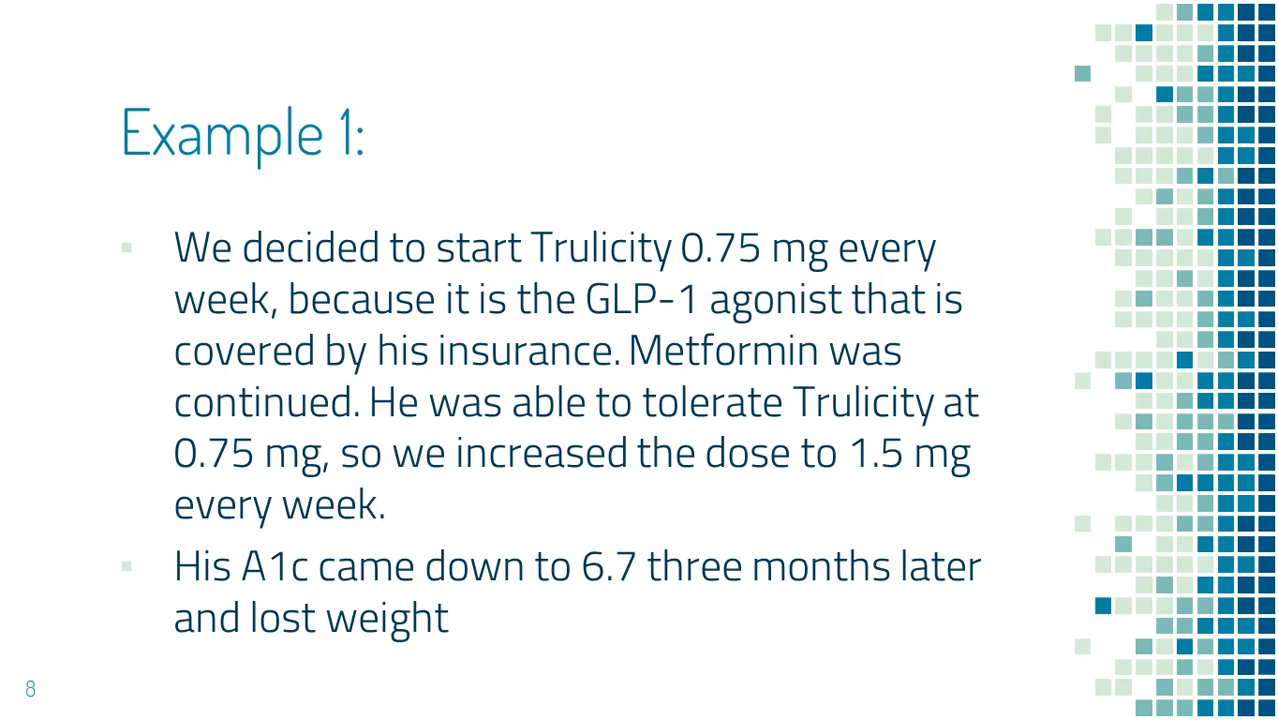 Example 1:
▪ We decided to start Trulicity 0.75 mg every
week, because it is the GLP-1 agonist that is
covered by his insurance. Metformin was
continued. He was able to tolerate Trulicity at
0.75 mg, so we increased the dose to 1.5 mg
every week.
▪ His A1c came down to 6.7 three months later
and lost weight
8